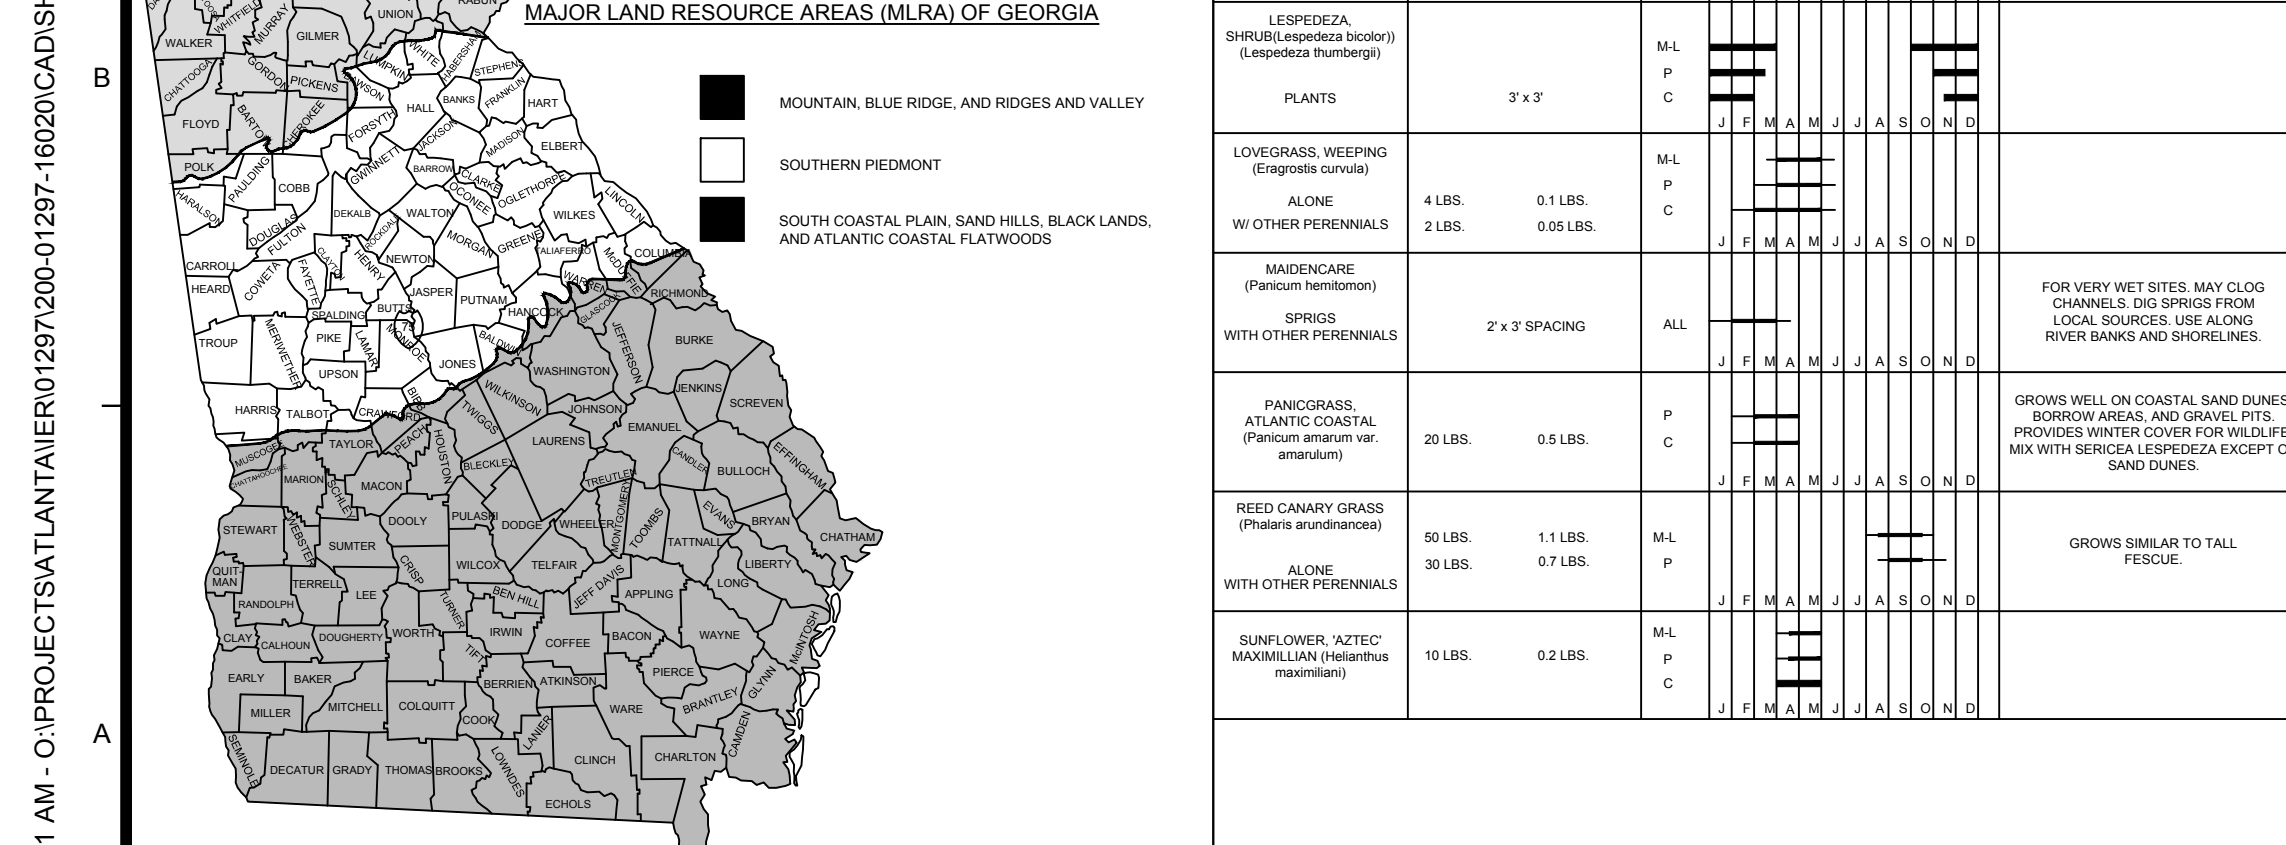 1 AM - O:\PROJECTS\ATLANTAIER\01297\200-01297-16020\CAD\SH
B
A
MAJOR LAND RESOURCE AREAS (MLRA) OF GEORGIA
MOUNTAIN, BLUE RIDGE, AND RIDGES AND VALLEY
SOUTHERN PIEDMONT
SOUTH COASTAL PLAIN, SAND HILLS, BLACK LANDS,
AND ATLANTIC COASTAL FLATWOODS
WHITFIELD
MURRAY
UNION
RABUN
WALKER
GILMER
LUMPKIN
WHITE
HABERSHAM
STEPHENS
CHATTOOGA
GORDON
PICKENS
DAWSON
HALL
BANKS
FRANKLIN
HART
FLOYD
BARTOW
CHEROKEE
FORSYTH
JACKSON
MADISON
ELBERT
POLK
PAULDING
COBB
GWINNETT
BARROW
CLARKE
OCONEE
OGLETHORPE
HARALSON
DOUGLAS
FULTON
DEKALB
ROCKDALE
WALTON
MORGAN
GREENE
WILKES
LINCOLN
TALIAFERRO
McDUFFIE
COLUMBIA
CARROLL
HEARD
COWETA
FAYETTE
CLAYTON
HENRY
NEWTON
JASPER
PUTNAM
HANCOCK
WARREN
GLASCOCK
RICHMOND
SPALDING
BUTTS
75
TROUP
MERIWETHER
PIKE
LAMAR
MONROE
JONES
BALDWIN
JEFFERSON
BURKE
UPSON
WASHINGTON
HARRIS
TALBOT
CRAWFORD
BIBB
TWIGGS
WILKINSON
JOHNSON
JENKINS
SCREVEN
MUSCOGEE
CHATTAHOOCHEE
TAYLOR
PEACH
HOUSTON
LAURENS
EMANUEL
MARION
SCHLEY
MACON
BLECKLEY
TREUTLEN
CANDLER
BULLOCH
EFFINGHAM
STEWART
WEBSTER
SUMTER
DOOLY
PULASKI
DODGE
WHEELER
MONTGOMERY
TOOMBS
EVANS
TATTNALL
BRYAN
CHATHAM
QUIT-
MAN
TERRELL
LEE
CRISP
WILCOX
TELFAIR
JEFF DAVIS
APPLING
LONG
LIBERTY
RANDOLPH
TURNER
BEN HILL
CLAY
CALHOUN
DOUGHERTY
WORTH
IRWIN
COFFEE
BACON
WAYNE
McINTOSH
TIFT
EARLY
BAKER
BERRIEN
ATKINSON
PIERCE
BRANTLEY
GLYNN
MILLER
MITCHELL
COLQUITT
COOK
LANIER
WARE
CAMDEN
SEMINOLE
DECATUR
GRADY
THOMAS
BROOKS
LOWNDES
CLINCH
CHARLTON
ECHOLS
LESPEDEZA,
SHRUB(Lespedeza bicolor))
(Lespedeza thumbergii)
M-L
P
PLANTS 3' x 3' C
J F M A M J J A S O N D
LOVEGRASS, WEEPING
(Eragrostis curvula)
M-L
P
ALONE 4 LBS. 0.1 LBS.
C
W/ OTHER PERENNIALS 2 LBS. 0.05 LBS.
J F M A M J J A S O N D
MAIDENCARE
(Panicum hemitomon)
SPRIGS
WITH OTHER PERENNIALS
2' x 3' SPACING ALL
FOR VERY WET SITES. MAY CLOG
CHANNELS. DIG SPRIGS FROM
LOCAL SOURCES. USE ALONG
RIVER BANKS AND SHORELINES.
J F M A M J J A S O N D
PANICGRASS,
ATLANTIC COASTAL
(Panicum amarum var.
amarulum)
20 LBS. 0.5 LBS.
P
C
GROWS WELL ON COASTAL SAND DUNES
BORROW AREAS, AND GRAVEL PITS.
PROVIDES WINTER COVER FOR WILDLIFE
MIX WITH SERICEA LESPEDEZA EXCEPT O
SAND DUNES.
J F M A M J J A S O N D
REED CANARY GRASS
(Phalaris arundinancea)
50 LBS. 1.1 LBS. M-L
30 LBS. 0.7 LBS. P
ALONE
WITH OTHER PERENNIALS
GROWS SIMILAR TO TALL
FESCUE.
J F M A M J J A S O N D
SUNFLOWER, 'AZTEC'
MAXIMILLIAN (Helianthus
maximiliani)
10 LBS. 0.2 LBS.
M-L
P
C
J F M A M J J A S O N D